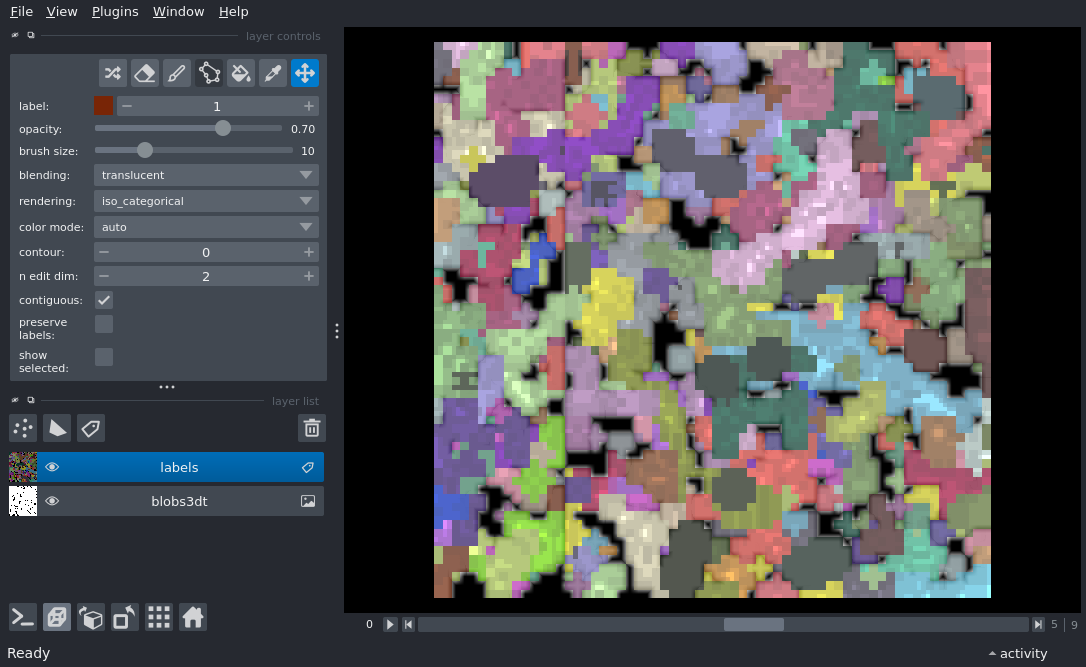 File View Plugins Window Help
layer controls
label: 1
opacity: 0.70
brush size: 10
blending: translucent
rendering: iso_categorical
color mode: auto
contour: 0
n edit dim: 2
contiguous:
preserve
labels:
show
selected:
layer list
labels
blobs3dt
0 5 | 9
Ready activity